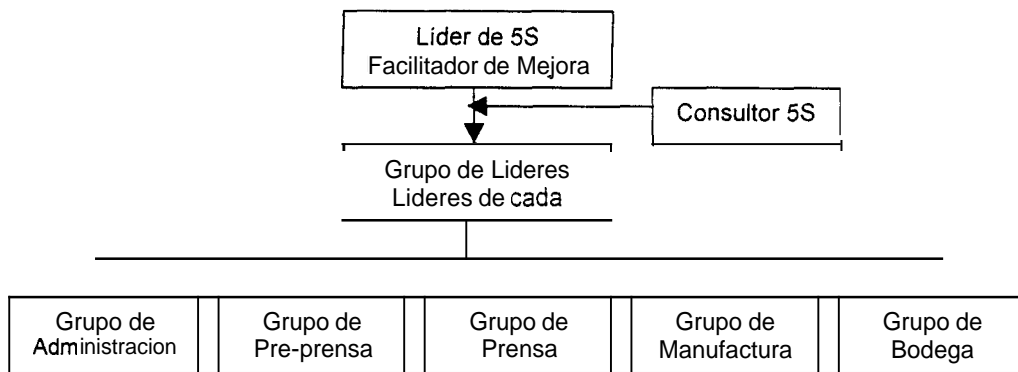 Líder de 5S
Facilitador de Mejora
Consultor 5S
Grupo de Lideres
Lideres de cada
Grupo de
Administracion
Grupo de
Pre-prensa
Grupo de
Prensa
Grupo de
Manufactura
Grupo de
Bodega